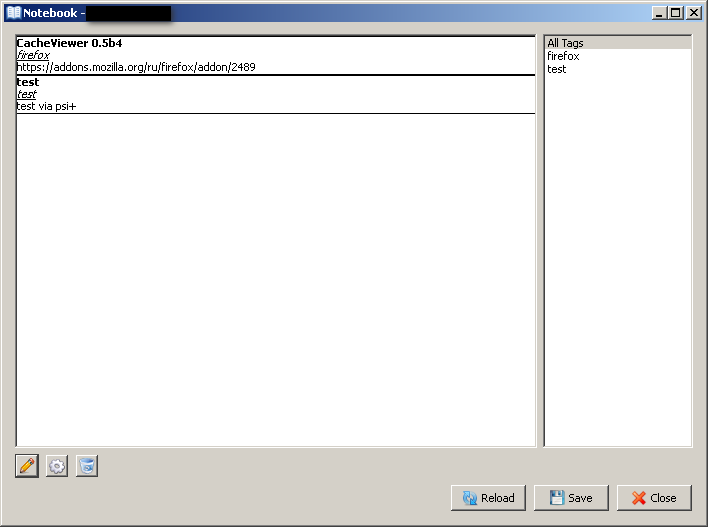 Notebook -
CacheViewer 0.5b4
firefox
https://addons.mozilla.org/ru/firefox/addon/2489
test
test
test via psi+
All Tags
firefox
test
Reload
Save
Close